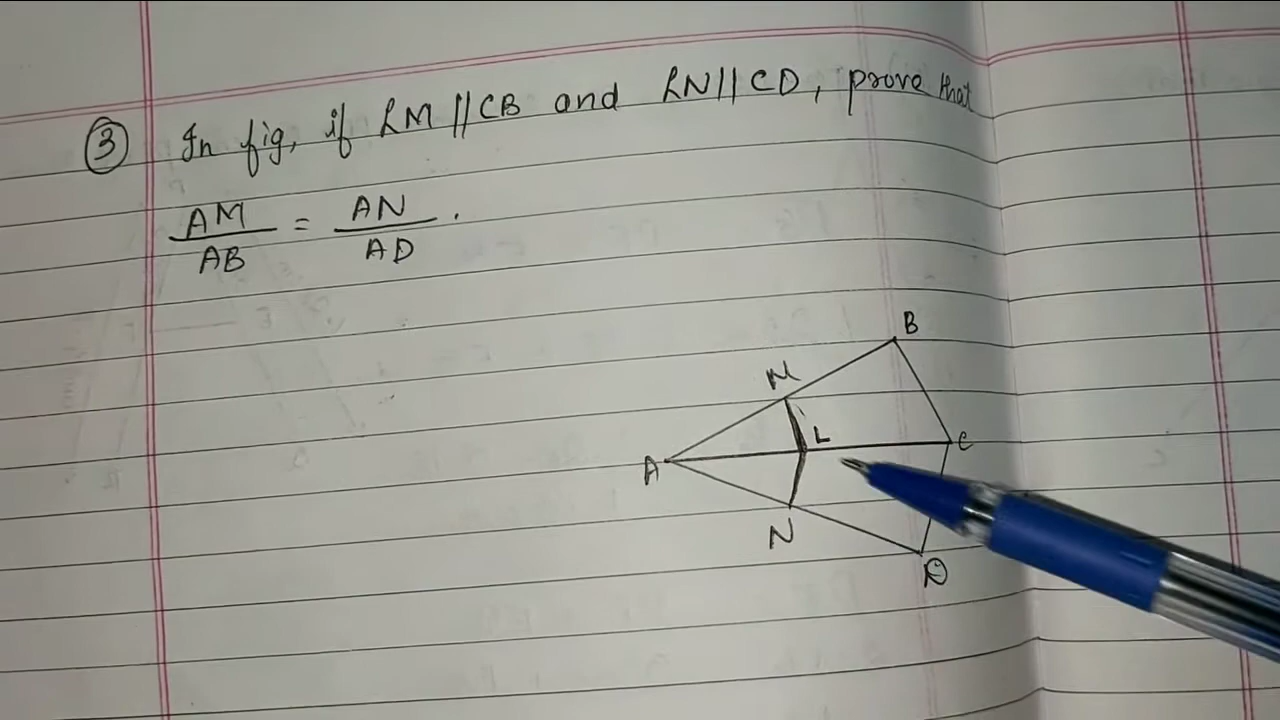 ③ In fig, if LM || CB and LN || CD, prove that
AM/AB = AN/AD.
B
M
L
C
A
N
D